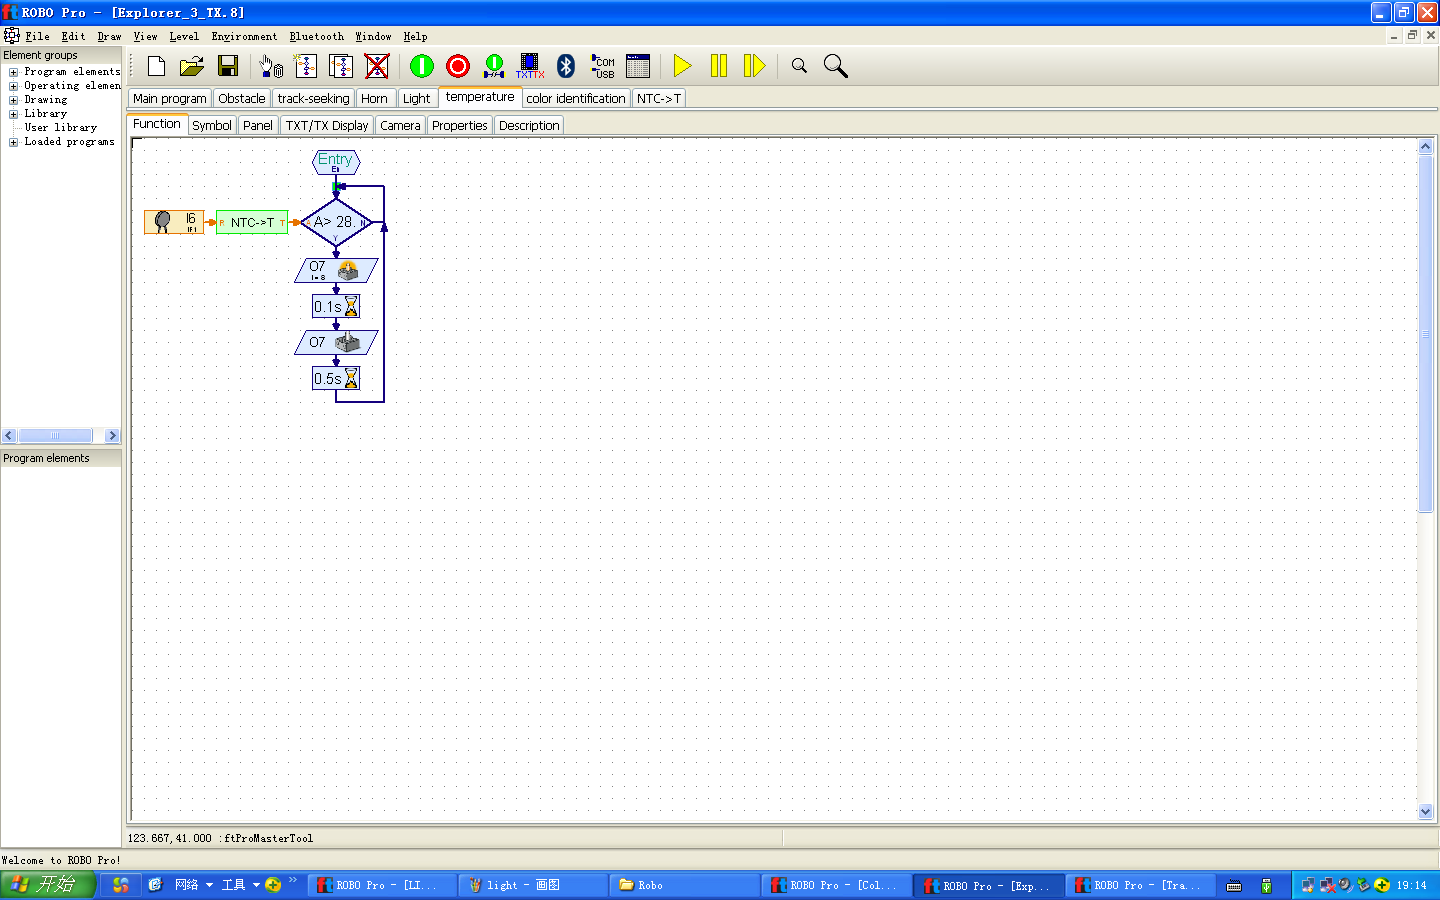 ROBO Pro - [Explorer_3_TX.8]
File Edit Draw View Level Environment Bluetooth Window Help
Element groups
Program elements
Operating elemen
Drawing
Library
User library
Loaded programs
TXT TX
COM
USB
Main program Obstacle track-seeking Horn Light temperature color identification NTC->T
Function Symbol Panel TXT/TX Display Camera Properties Description
Entry
I6
IF1
R NTC->T T
A> 28. N
Y
O7
I= 8
0.1s
O7
0.5s
Program elements
123.667,41.000 :ftProMasterTool
Welcome to ROBO Pro!
开始 网络 工具 » ROBO Pro - [LI... light - 画图 Robo ROBO Pro - [Col... ROBO Pro - [Exp... ROBO Pro - [Tra... 19:14